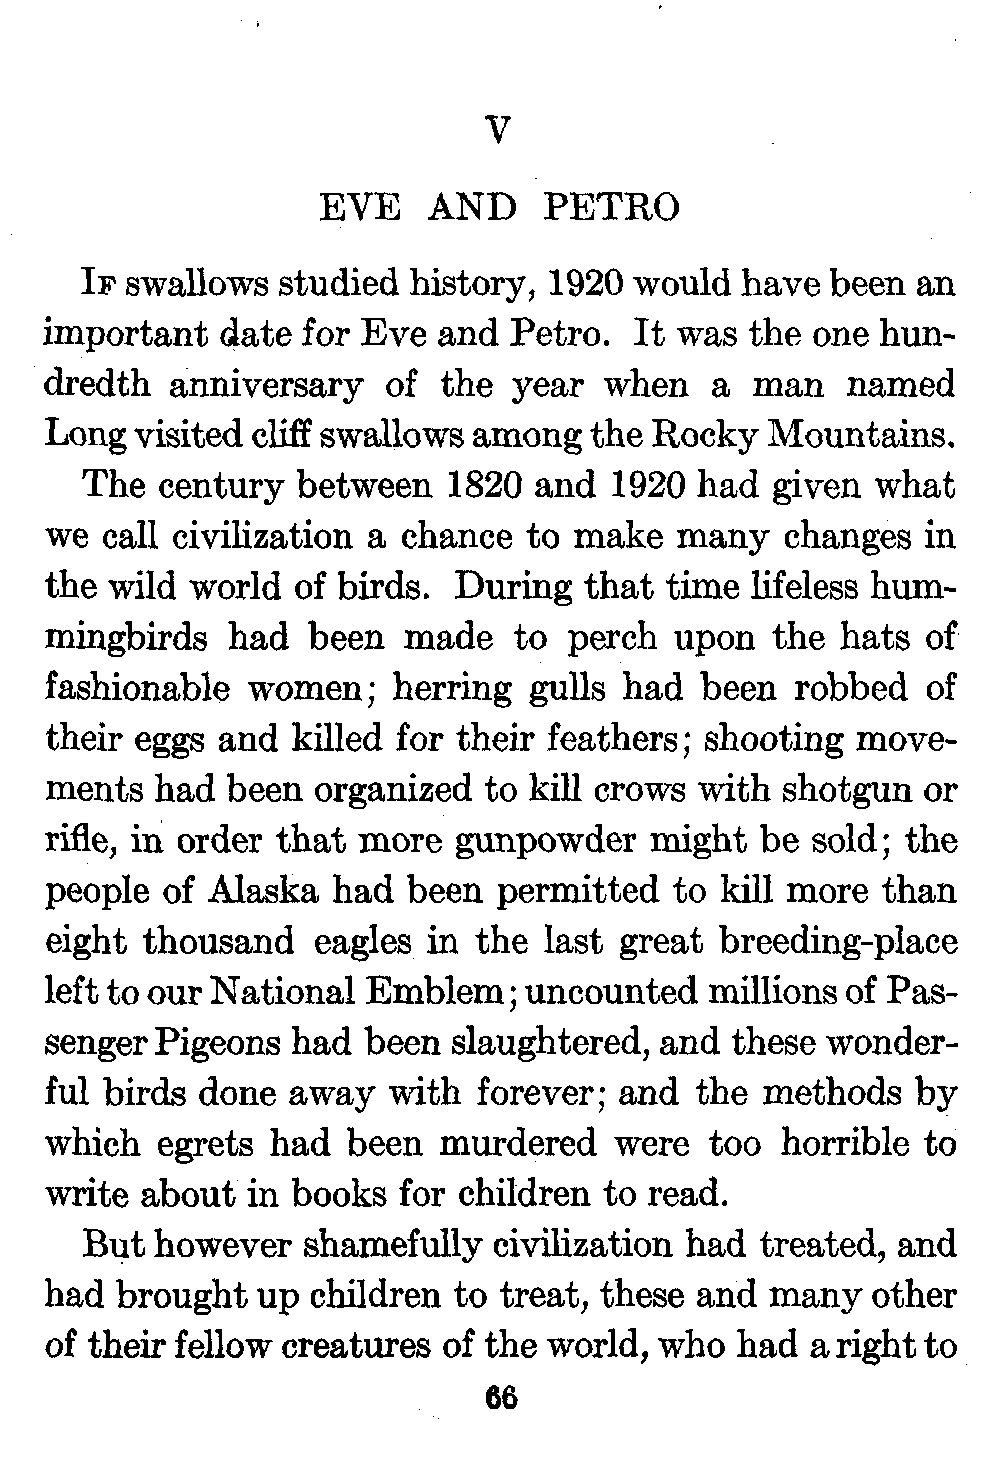 V
EVE AND PETRO
IF swallows studied history, 1920 would have been an
important date for Eve and Petro. It was the one hun-
dredth anniversary of the year when a man named
Long visited cliff swallows among the Rocky Mountains.
The century between 1820 and 1920 had given what
we call civilization a chance to make many changes in
the wild world of birds. During that time lifeless hum-
mingbirds had been made to perch upon the hats of
fashionable women; herring gulls had been robbed of
their eggs and killed for their feathers; shooting move-
ments had been organized to kill crows with shotgun or
rifle, in order that more gunpowder might be sold; the
people of Alaska had been permitted to kill more than
eight thousand eagles in the last great breeding-place
left to our National Emblem; uncounted millions of Pas-
senger Pigeons had been slaughtered, and these wonder-
ful birds done away with forever; and the methods by
which egrets had been murdered were too horrible to
write about in books for children to read.
But however shamefully civilization had treated, and
had brought up children to treat, these and many other
of their fellow creatures of the world, who had a right to
66